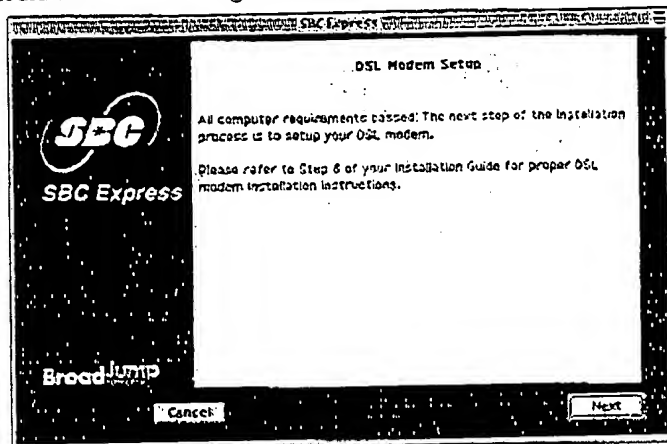 SBC Express
DSL Modem Setup
All computer requirements passed. The next step of the installation
process is to setup your DSL modem.
Please refer to Step 6 of your Installation Guide for proper DSL
modem installation instructions.
SBC
SBC Express
BroadJump
Cancel
Next